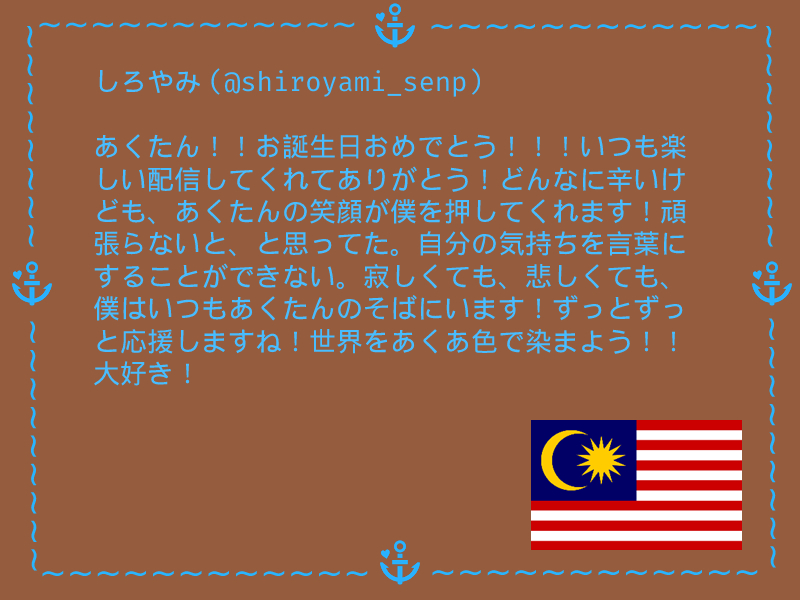 しろやみ (@shiroyami_senp)
あくたん！！お誕生日おめでとう！！！いつも楽
しい配信してくれてありがとう！どんなに辛いけ
ども、あくたんの笑顔が僕を押してくれます！頑
張らないと、と思ってた。自分の気持ちを言葉に
することができない。寂しくても、悲しくても、
僕はいつもあくたんのそばにいます！ずっとずっ
と応援しますね！世界をあくあ色で染まよう！！
大好き！